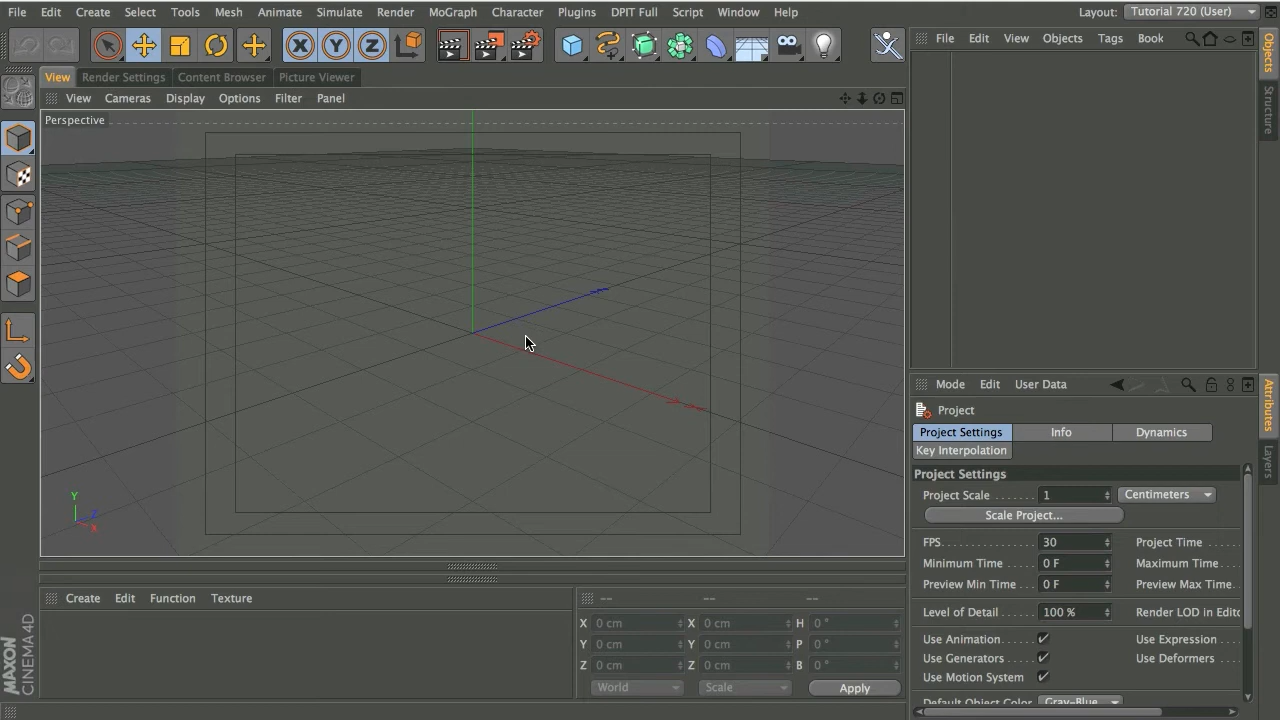 File Edit Create Select Tools Mesh Animate Simulate Render MoGraph Character Plugins DPIT Full Script Window Help Layout: Tutorial 720 (User)
X Y Z
File Edit View Objects Tags Book
Objects
Structure
View Render Settings Content Browser Picture Viewer
View Cameras Display Options Filter Panel
Perspective
Y
Z
X
Mode Edit User Data
Attributes
Layers
Project
Project Settings Info Dynamics
Key Interpolation
Project Settings
Project Scale ...... 1 Centimeters
Scale Project...
FPS 30 Project Time
Minimum Time 0 F Maximum Time
Preview Min Time 0 F Preview Max Time
Level of Detail 100 % Render LOD in Edit
Use Animation Use Expression
Use Generators Use Deformers
Use Motion System
Default Object Color Gray-Blue
Create Edit Function Texture
-- -- --
X 0 cm X 0 cm H 0 °
Y 0 cm Y 0 cm P 0 °
Z 0 cm Z 0 cm B 0 °
World Scale Apply
MAXON
CINEMA 4D